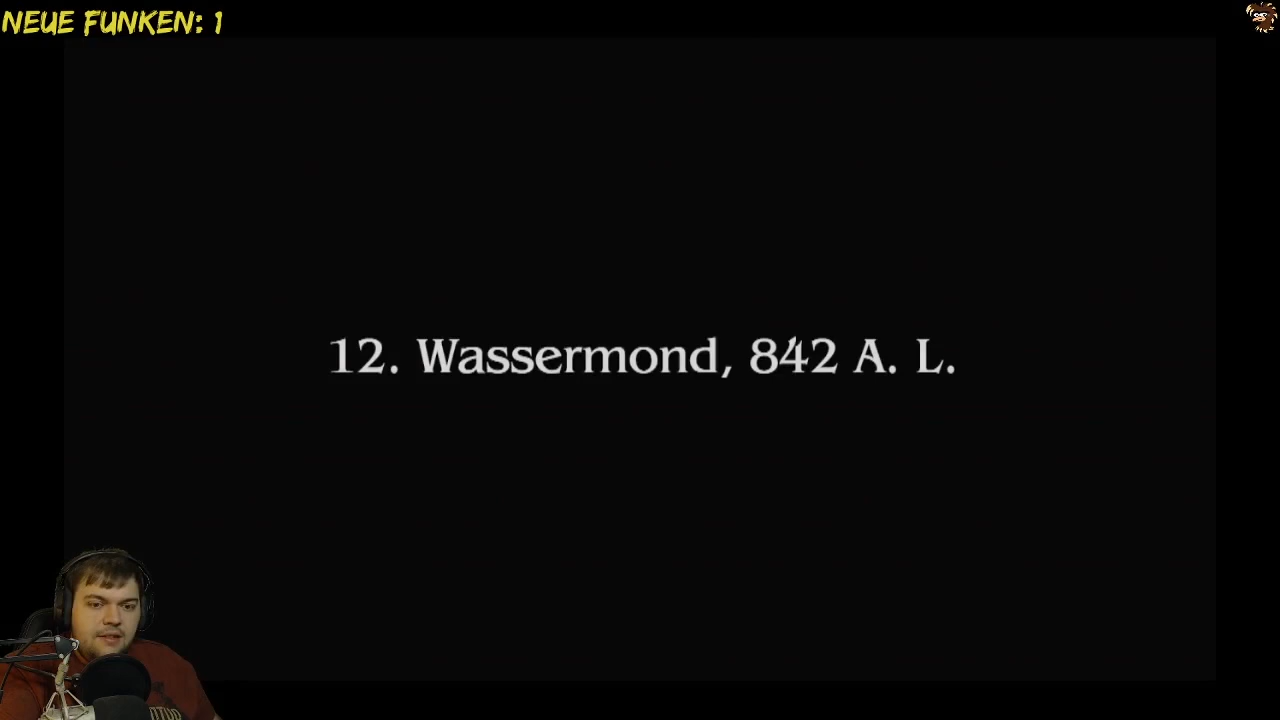 NEUE FUNKEN: 1
12. Wassermond, 842 A. L.